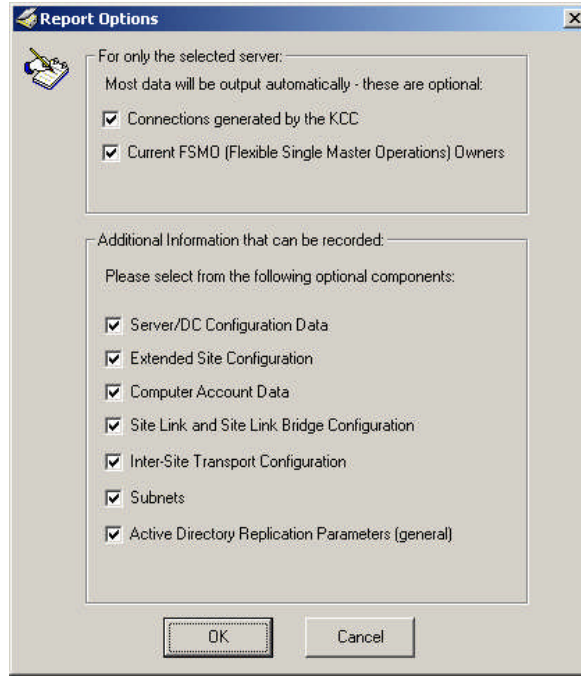 Report Options
For only the selected server:
Most data will be output automatically - these are optional:
Connections generated by the KCC
Current FSMO (Flexible Single Master Operations) Owners
Additional Information that can be recorded:
Please select from the following optional components:
Server/DC Configuration Data
Extended Site Configuration
Computer Account Data
Site Link and Site Link Bridge Configuration
Inter-Site Transport Configuration
Subnets
Active Directory Replication Parameters (general)
OK
Cancel